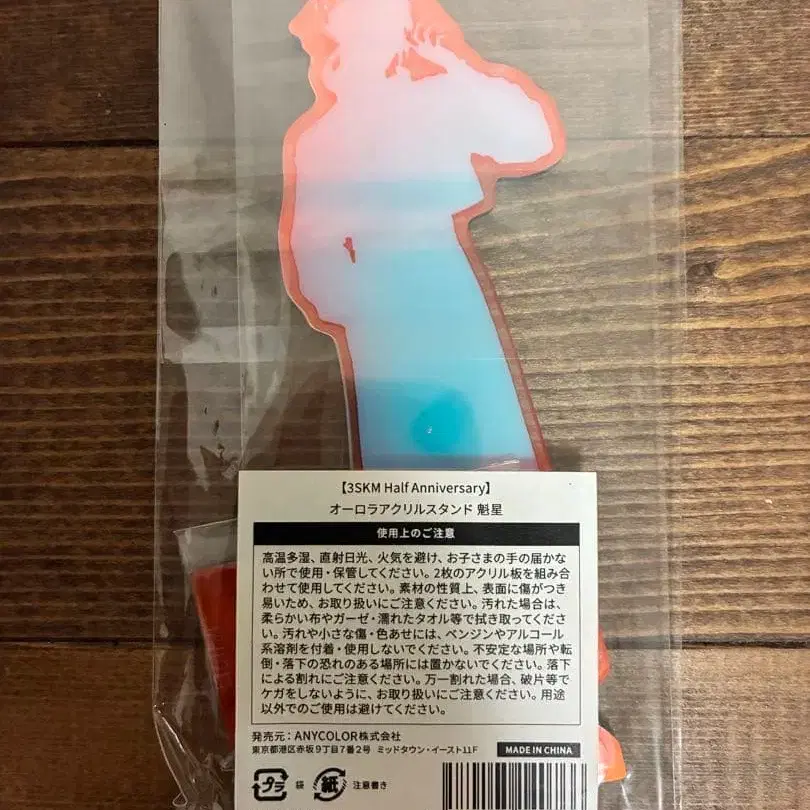 【3SKM Half Anniversary】
オーロラアクリルスタンド 魁星
使用上のご注意
高温多湿、直射日光、火気を避け、お子さまの手の届かな
い所で使用・保管してください。2枚のアクリル板を組み合
わせて使用してください。素材の性質上、表面に傷がつき
易いため、お取り扱いにご注意ください。汚れた場合は、
柔らかい布やガーゼ・濡れたタオル等で拭き取ってくださ
い。汚れや小さな傷・色あせには、ベンジンやアルコール
系溶剤を付着・使用しないでください。不安定な場所や転
倒・落下の恐れのある場所には置かないでください。落下
による割れにご注意ください。万一割れた場合、破片等で
ケガをしないように、お取り扱いにご注意ください。用途
以外でのご使用は避けてください。
発売元：ANYCOLOR株式会社
東京都港区赤坂9丁目7番2号 ミッドタウン・イースト11F
MADE IN CHINA
プラ 袋 紙 注意書き